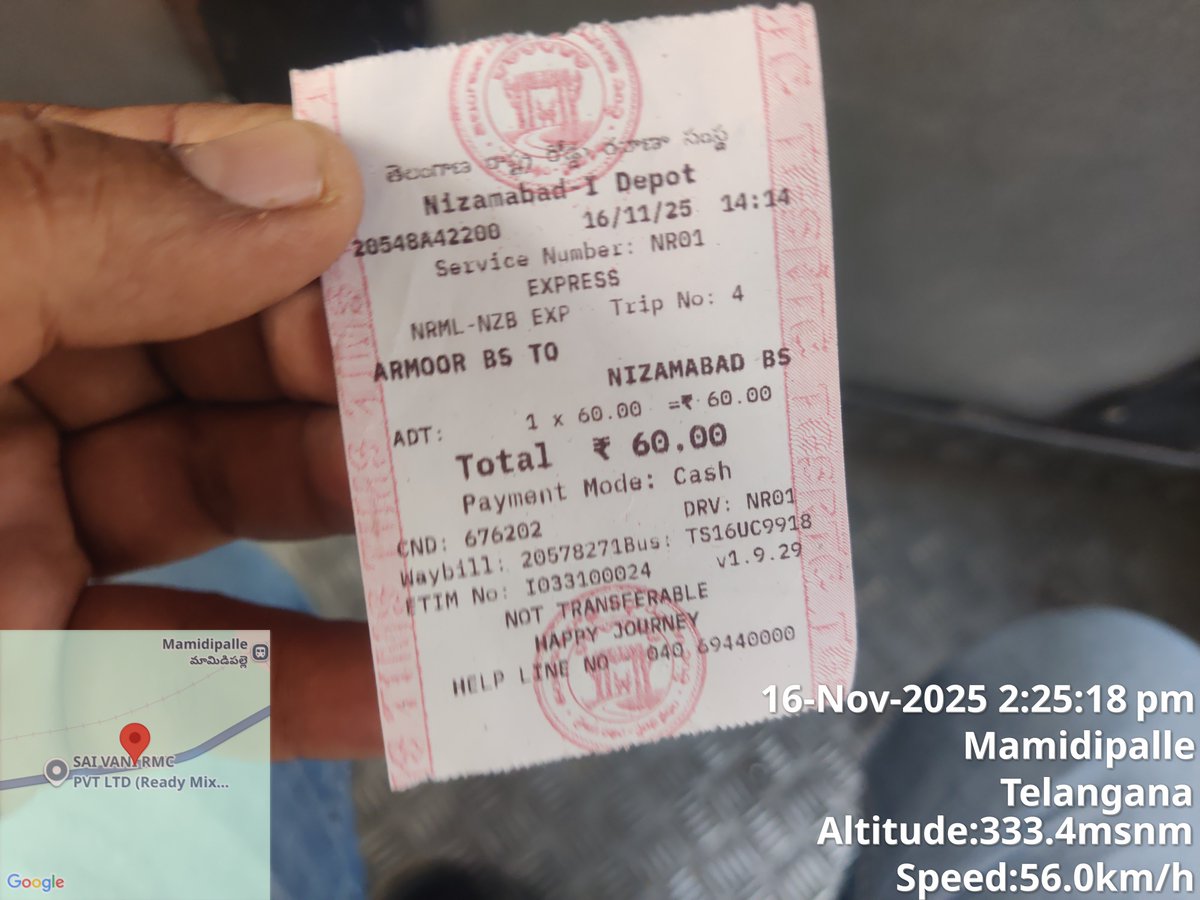 తెలంగాణ రాష్ట్ర రోడ్డు రవాణా సంస్థ
Nizamabad-I Depot
20548A42200 16/11/25 14:14
Service Number: NR01
EXPRESS
NRML-NZB EXP Trip No: 4
ARMOOR BS TO
NIZAMABAD BS
ADT: 1 x 60.00 =₹ 60.00
Total ₹ 60.00
Payment Mode: Cash
CND: 676202 DRV: NR01
Waybill: 20578271Bus: TS16UC9918
ETIM No: I033100024 v1.9.29
NOT TRANSFERABLE
HAPPY JOURNEY
HELP LINE NO 040 69440000
Mamidipalle
మామిడిపల్లె
SAI VANI RMC
PVT LTD (Ready Mix...
Google
16-Nov-2025 2:25:18 pm
Mamidipalle
Telangana
Altitude:333.4msnm
Speed:56.0km/h